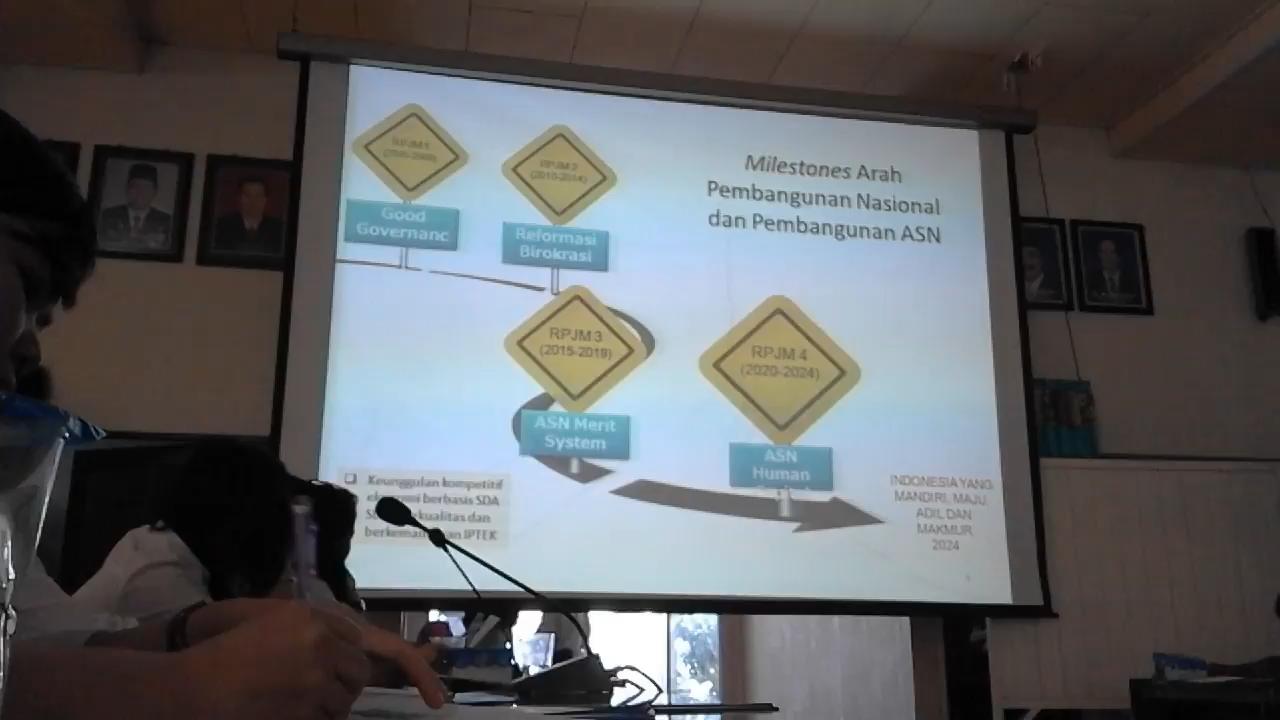 Milestones Arah
Pembangunan Nasional
dan Pembangunan ASN
RPJM 1
Good
Governanc
RPJM 2
(2010-2014)
Reformasi
Birokrasi
RPJM 3
(2015-2019)
ASN Merit
System
RPJM 4
(2020-2024)
ASN
Human
Keunggulan kompetitif
berbasis SDA
kualitas dan
IPTEK
INDONESIA YANG
MANDIRI, MAJU,
ADIL DAN
MAKMUR
2024